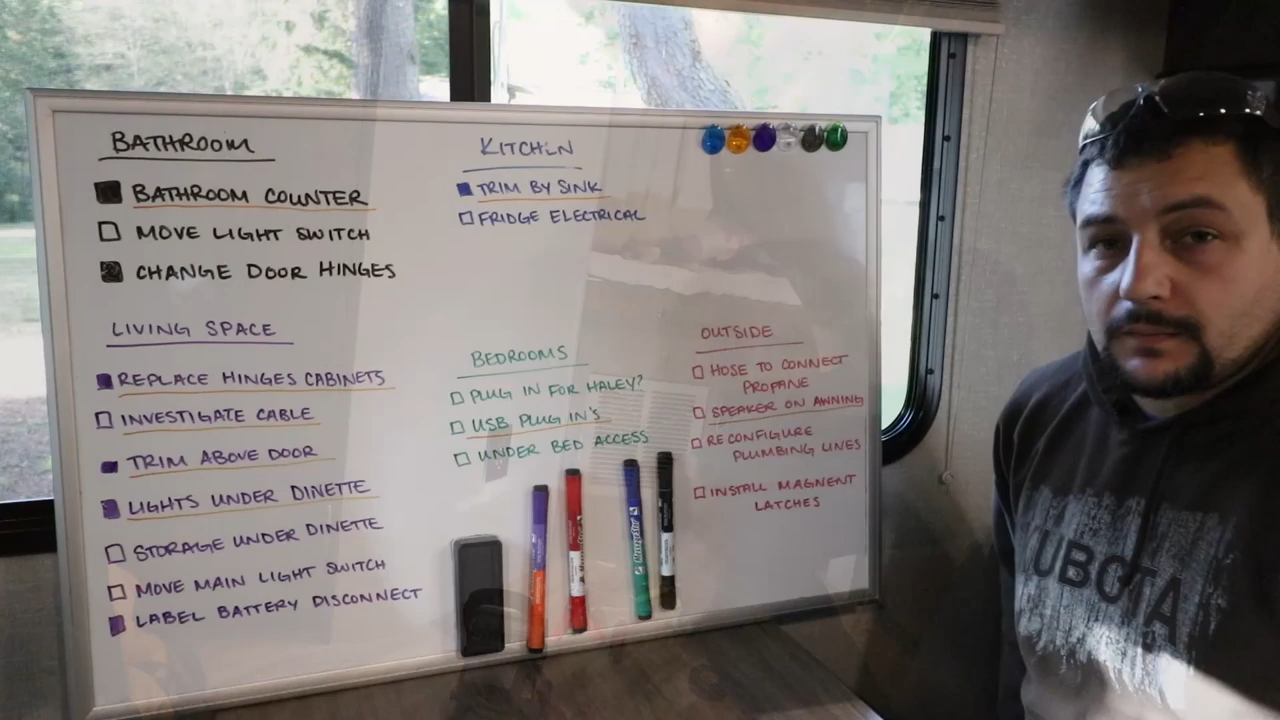 BATHROOM
BATHROOM COUNTER
MOVE LIGHT SWITCH
CHANGE DOOR HINGES
LIVING SPACE
REPLACE HINGES CABINETS
INVESTIGATE CABLE
TRIM ABOVE DOOR
LIGHTS UNDER DINETTE
STORAGE UNDER DINETTE
MOVE MAIN LIGHT SWITCH
LABEL BATTERY DISCONNECT
KITCHEN
TRIM BY SINK
FRIDGE ELECTRICAL
BEDROOMS
PLUG IN FOR HALEY?
USB PLUG IN'S
UNDER BED ACCESS
OUTSIDE
HOSE TO CONNECT
PROPANE
SPEAKER ON AWNING
RECONFIGURE
PLUMBING LINES
INSTALL MAGNENT
LATCHES
UBOTA